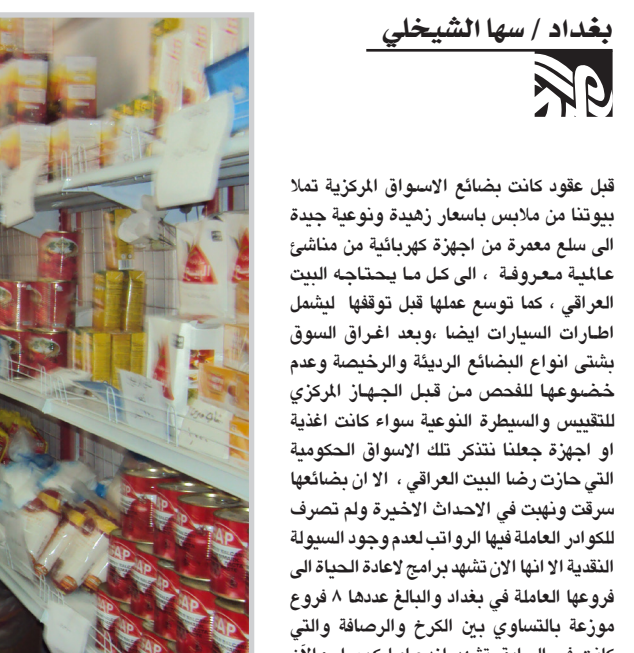 بغداد / سها الشيخلي
قبل عقود كانت بضائع الاسواق المركزية تملا
بيوتنا من ملابس باسعار زهيدة ونوعية جيدة
الى سلع معمرة من اجهزة كهربائية من مناشئ
عالمية معروفة ، الى كل ما يحتاجه البيت
العراقي ، كما توسع عملها قبل توقفها ليشمل
اطارات السيارات ايضا ،وبعد اغراق السوق
بشتى انواع البضائع الرديئة والرخيصة وعدم
خضوعها للفحص من قبل الجهاز المركزي
للتقييس والسيطرة النوعية سواء كانت اغذية
او اجهزة جعلنا نتذكر تلك الاسواق الحكومية
التي حازت رضا البيت العراقي ، الا ان بضائعها
سرقت ونهبت في الاحداث الاخيرة ولم تصرف
للكوادر العاملة فيها الرواتب لعدم وجود السيولة
النقدية الا انها الان تشهد برامج لاعادة الحياة الى
فروعها العاملة في بغداد والبالغ عددها ٨ فروع
موزعة بالتساوي بين الكرخ والرصافة والتي